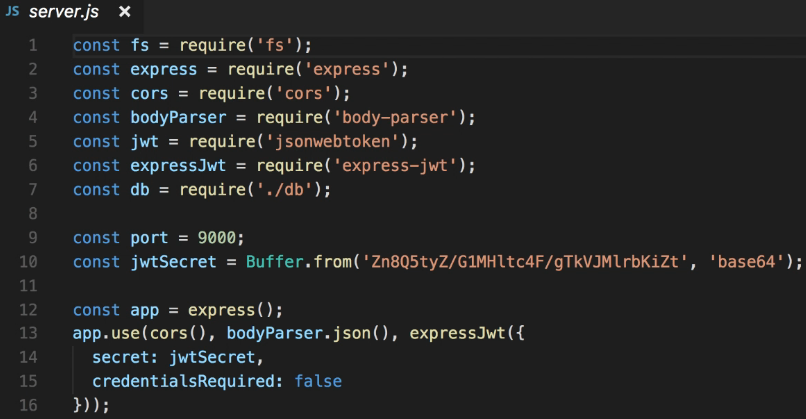 JS server.js ×
1 const fs = require('fs');
2 const express = require('express');
3 const cors = require('cors');
4 const bodyParser = require('body-parser');
5 const jwt = require('jsonwebtoken');
6 const expressJwt = require('express-jwt');
7 const db = require('./db');
8
9 const port = 9000;
10 const jwtSecret = Buffer.from('Zn8Q5tyZ/G1MHltc4F/gTkVJMlrbKiZt', 'base64');
11
12 const app = express();
13 app.use(cors(), bodyParser.json(), expressJwt({
14   secret: jwtSecret,
15   credentialsRequired: false
16 }));